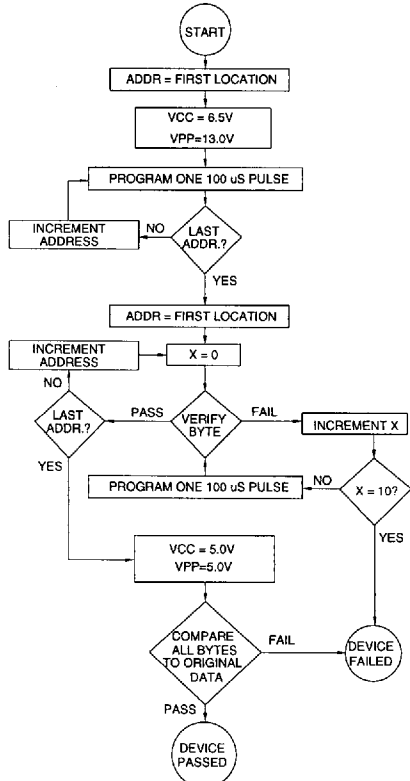 START
ADDR = FIRST LOCATION
VCC = 6.5V
VPP=13.0V
PROGRAM ONE 100 uS PULSE
INCREMENT
ADDRESS
NO
LAST
ADDR.?
YES
ADDR = FIRST LOCATION
INCREMENT
ADDRESS
X = 0
NO
LAST
ADDR.?
PASS
VERIFY
BYTE
FAIL
INCREMENT X
YES
PROGRAM ONE 100 uS PULSE
NO
X = 10?
YES
VCC = 5.0V
VPP=5.0V
COMPARE
ALL BYTES
TO ORIGINAL
DATA
FAIL
DEVICE
FAILED
PASS
DEVICE
PASSED